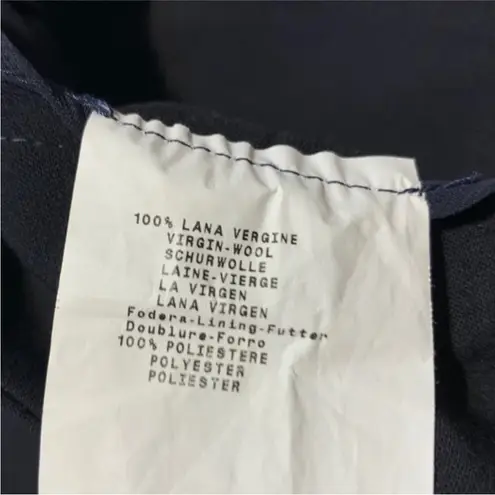 100% LANA VERGINE
VIRGIN-WOOL
SCHURWOLLE
LAINE-VIERGE
LA VIRGEN
LANA VIRGEN
Fodera-Lining-Futter
Doublure-Forro
100% POLIESTERE
POLYESTER
POLIESTER